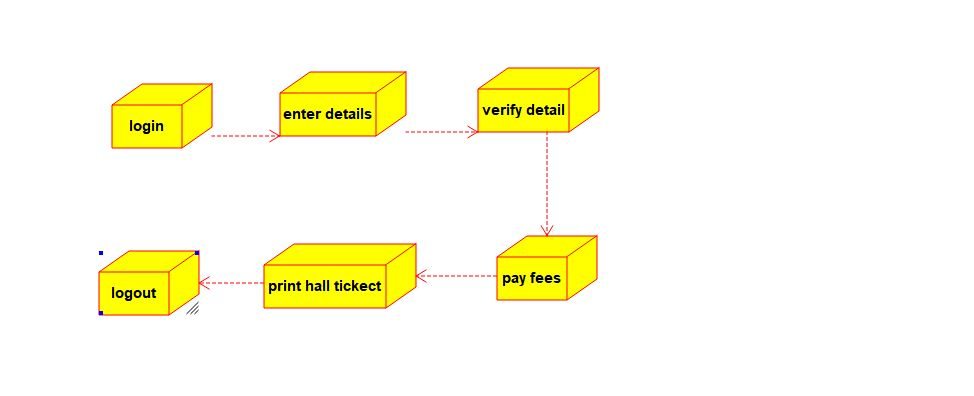 login
enter details
verify detail
logout
print hall tickect
pay fees